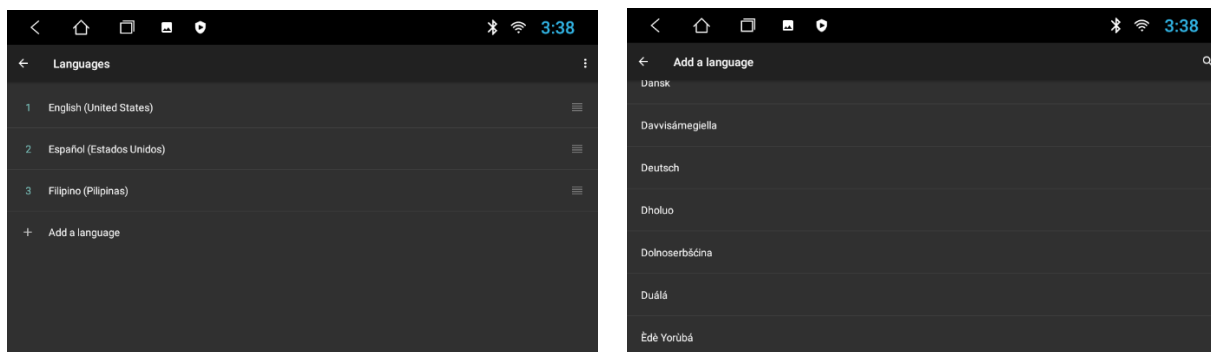 3:38
Languages
1 English (United States)
2 Español (Estados Unidos)
3 Filipino (Pilipinas)
+ Add a language
3:38
Add a language
Dansk
Davvisámegiella
Deutsch
Dholuo
Dolnoserbšćina
Duálá
Èdè Yorùbá